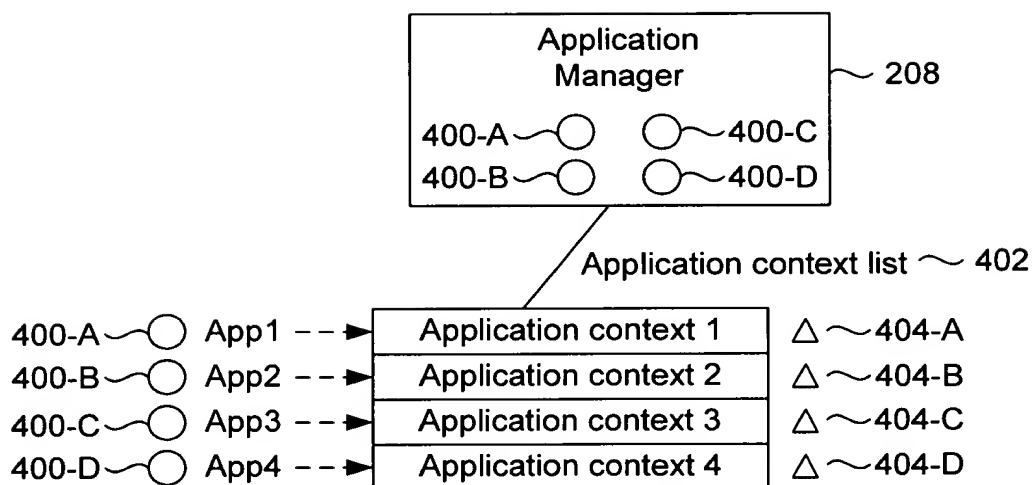 Application
Manager
208
400-A 400-C
400-B 400-D
Application context list 402
400-A App1 Application context 1 404-A
400-B App2 Application context 2 404-B
400-C App3 Application context 3 404-C
400-D App4 Application context 4 404-D